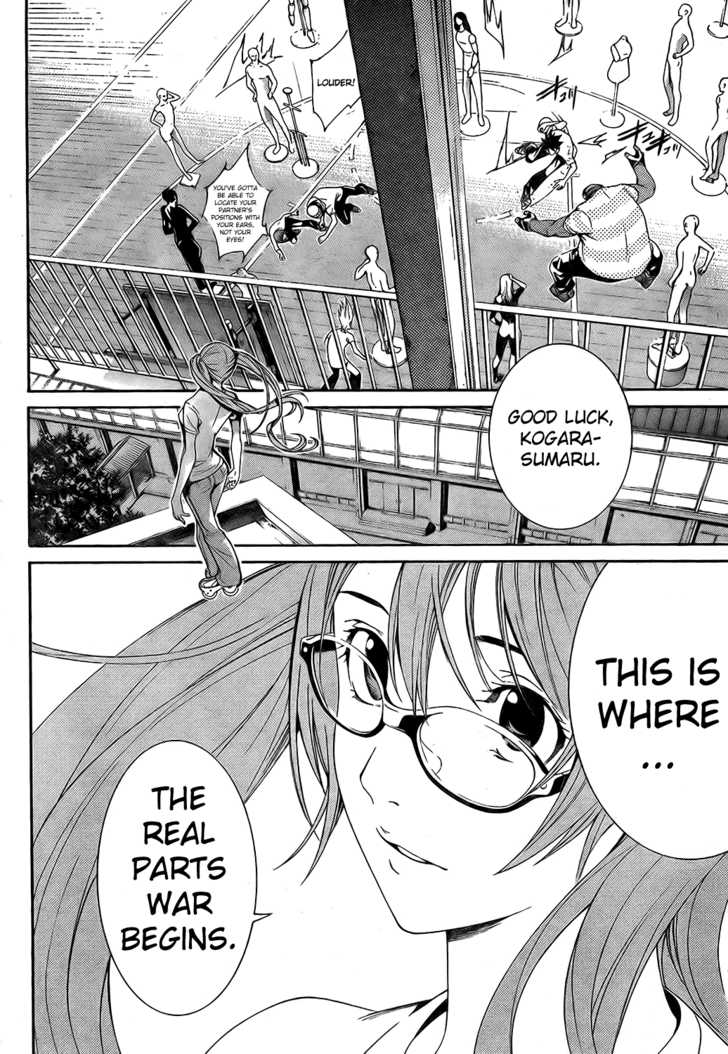 LOUDER!
YOU'VE GOTTA
BE ABLE TO
LOCATE YOUR
PARTNER'S
POSITIONS WITH
YOUR EARS,
NOT YOUR
EYES!
GOOD LUCK,
KOGARA-
SUMARU.
THIS IS
WHERE
...
THE
REAL
PARTS
WAR
BEGINS.